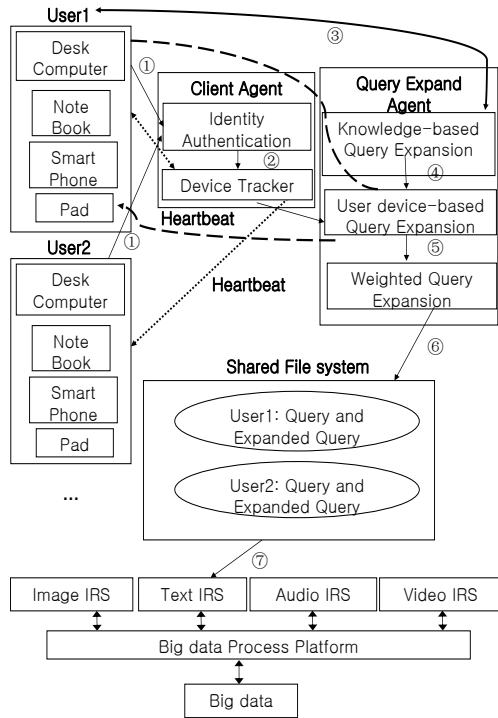 User1
Desk
Computer
Note
Book
Smart
Phone
Pad
①
③
Client Agent
Identity
Authentication
②
Device Tracker
Heartbeat
Query Expand
Agent
Knowledge-based
Query Expansion
④
User device-based
Query Expansion
⑤
Weighted Query
Expansion
①
User2
Desk
Computer
Note
Book
Smart
Phone
Pad
...
Heartbeat
⑥
Shared File system
User1: Query and
Expanded Query
User2: Query and
Expanded Query
⑦
Image IRS
Text IRS
Audio IRS
Video IRS
Big data Process Platform
Big data